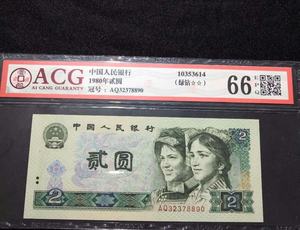 ACG
AI CANG GUARANTY
中国人民银行
1980年贰圆
冠号：AQ32378890
10353614
(绿钻☆☆)
66 EPQ
中国人民银行
贰圆
2
2
AQ32378890